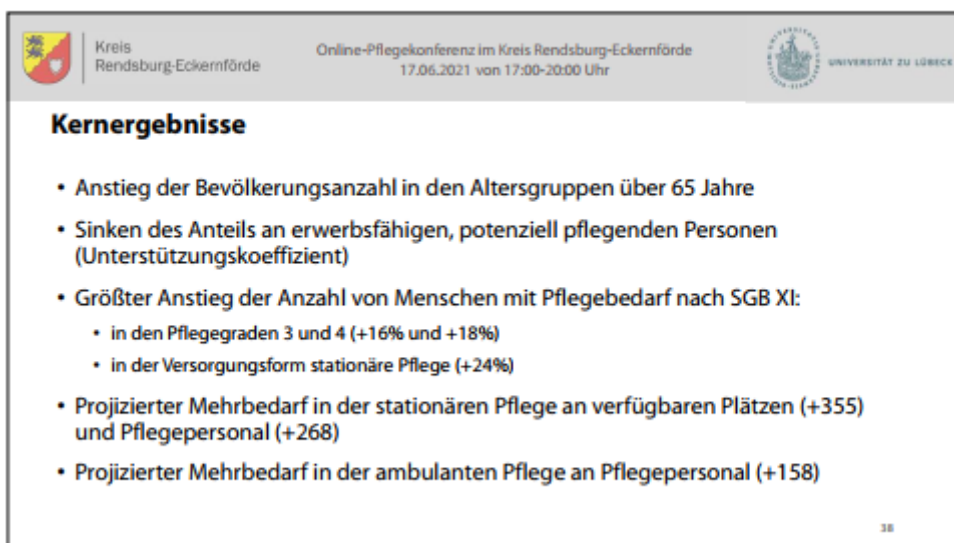 Kreis
Rendsburg-Eckernförde
Online-Pflegekonferenz im Kreis Rendsburg-Eckernförde
17.06.2021 von 17:00-20:00 Uhr
UNIVERSITÄT ZU LÜBECK
Kernergebnisse
• Anstieg der Bevölkerungsanzahl in den Altersgruppen über 65 Jahre
• Sinken des Anteils an erwerbsfähigen, potenziell pflegenden Personen
(Unterstützungskoeffizient)
• Größter Anstieg der Anzahl von Menschen mit Pflegebedarf nach SGB XI:
• in den Pflegegraden 3 und 4 (+16% und +18%)
• in der Versorgungsform stationäre Pflege (+24%)
• Projizierter Mehrbedarf in der stationären Pflege an verfügbaren Plätzen (+355)
und Pflegepersonal (+268)
• Projizierter Mehrbedarf in der ambulanten Pflege an Pflegepersonal (+158)
38